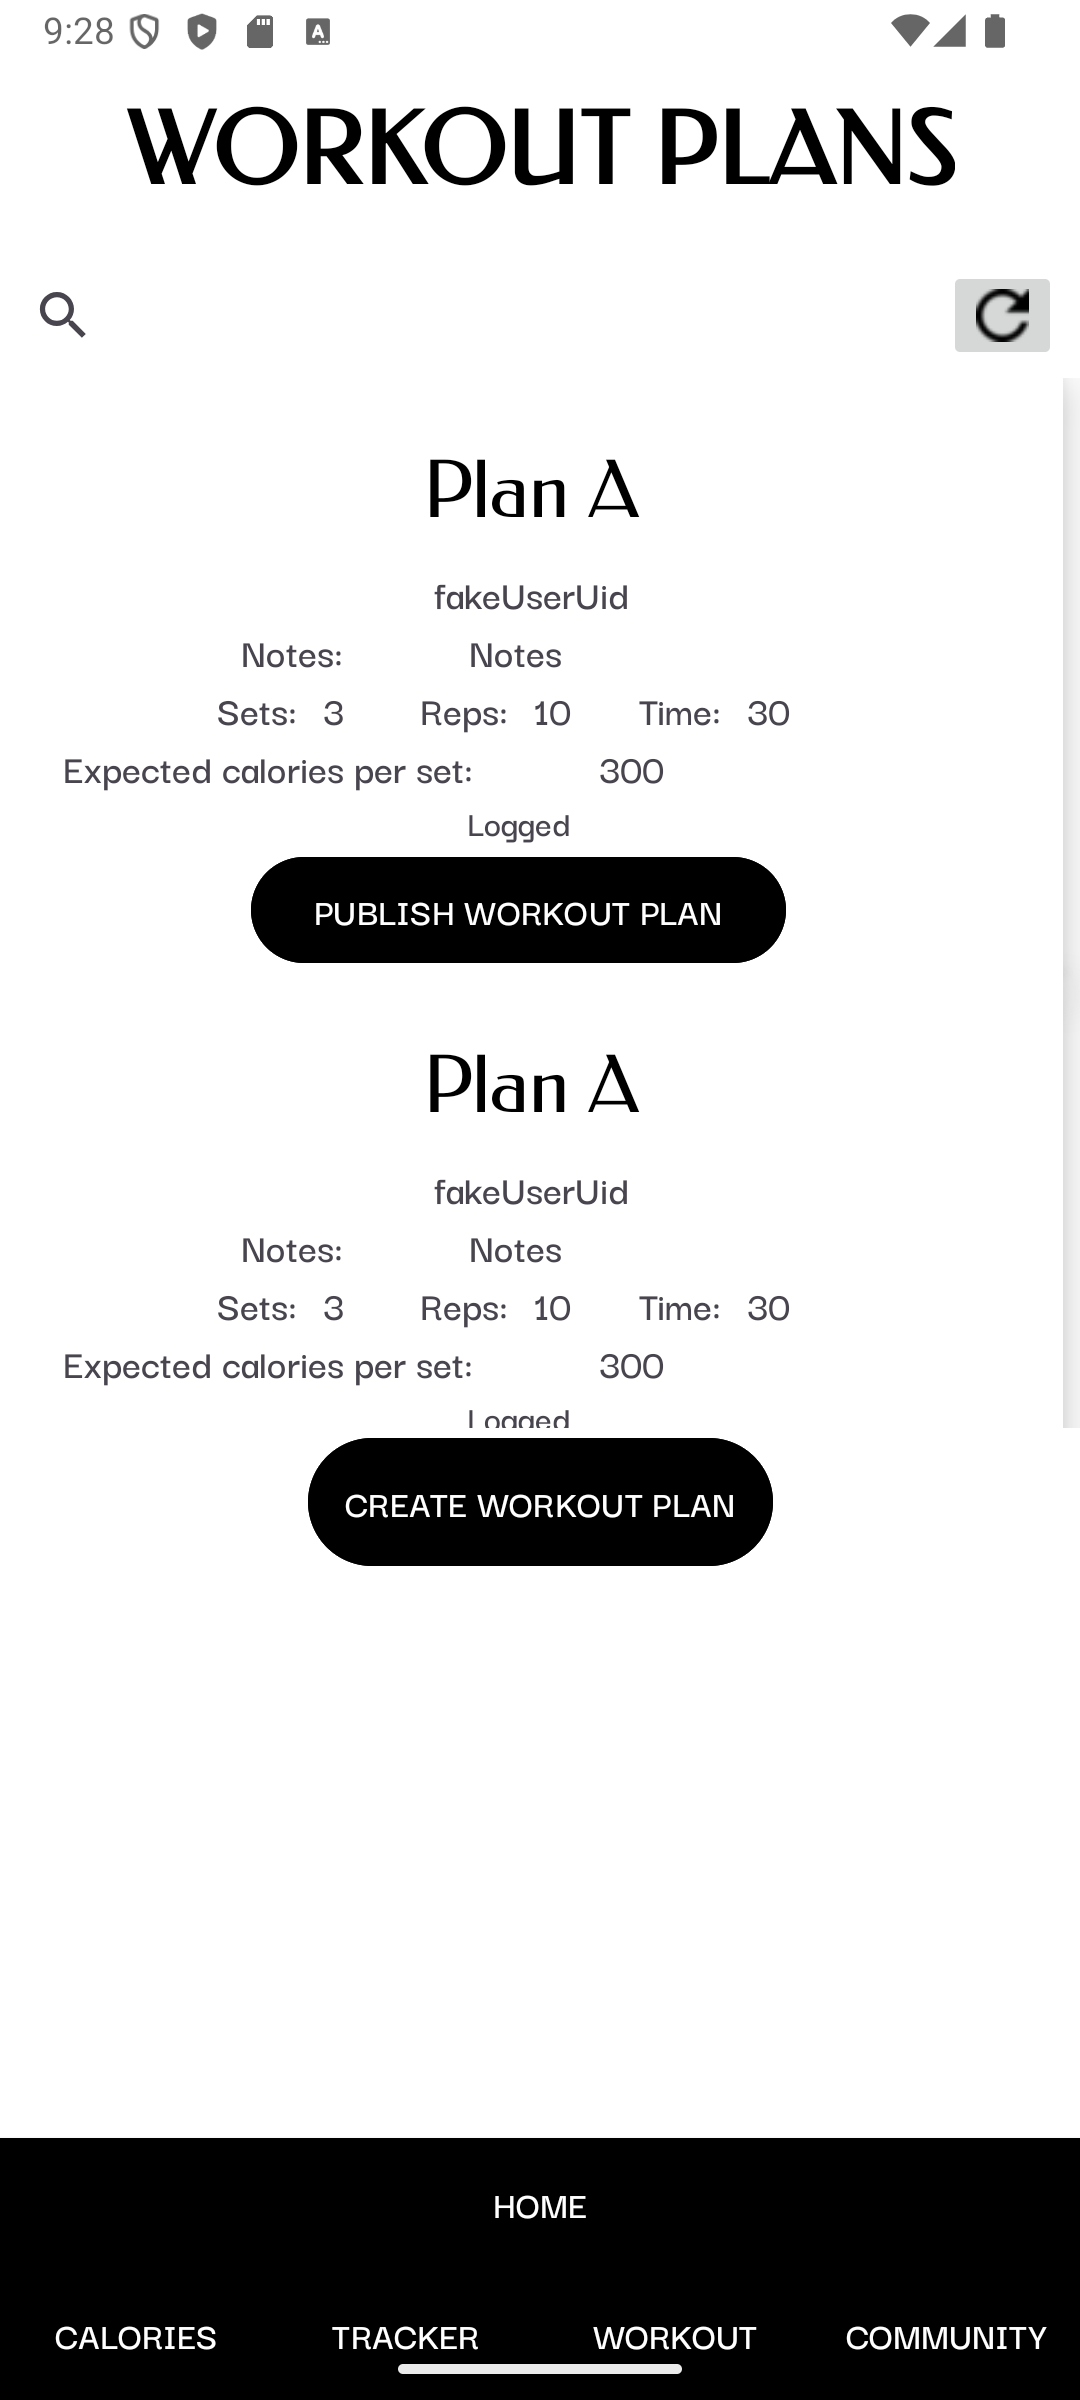 9:28
WORKOUT PLANS
Plan A
fakeUserUid
Notes: Notes
Sets: 3 Reps: 10 Time: 30
Expected calories per set: 300
Logged
PUBLISH WORKOUT PLAN
Plan A
fakeUserUid
Notes: Notes
Sets: 3 Reps: 10 Time: 30
Expected calories per set: 300
Logged
CREATE WORKOUT PLAN
HOME
CALORIES TRACKER WORKOUT COMMUNITY